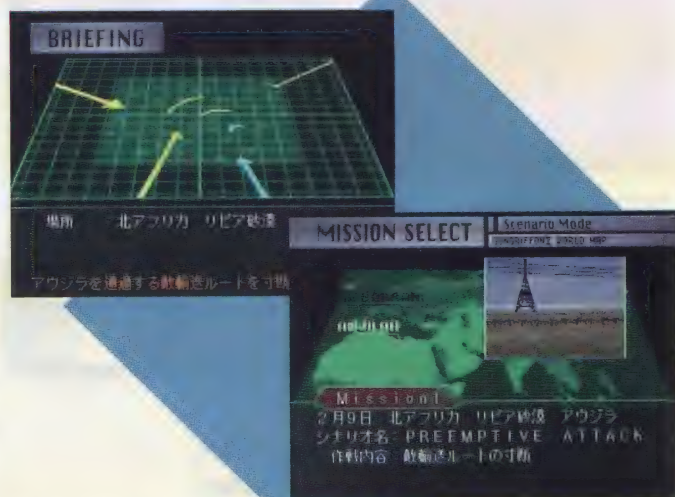 BRIEFING
場所 北アフリカ リビア砂漠
アウジラを通過する敵輸送ルートを寸断
MISSION SELECT
Scenario Mode
GUNGRIFFON2 WORLD MAP
Mission1
2月9日 北アフリカ リビア砂漠 アウジラ
シナリオ名:PREEMPTIVE ATTACK
作戦内容 敵輸送ルートの寸断